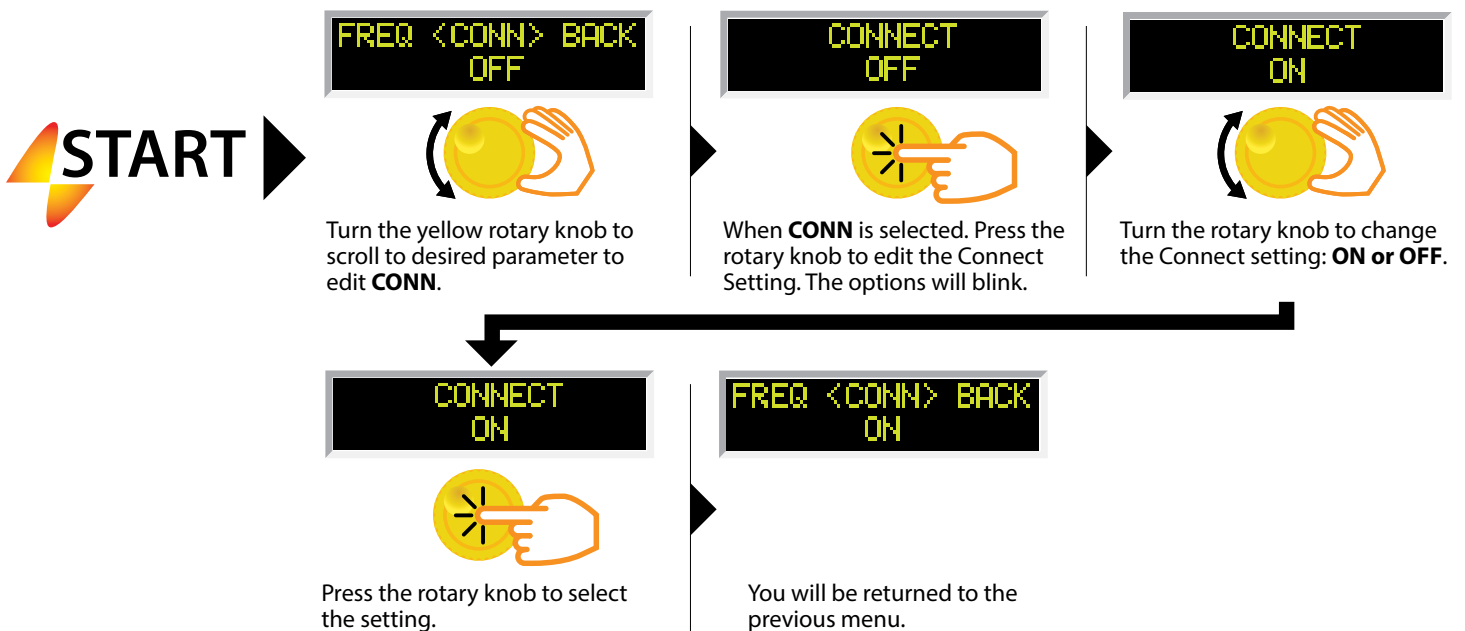 START
FREQ <CONN> BACK
OFF
Turn the yellow rotary knob to
scroll to desired parameter to
edit CONN.
CONNECT
OFF
When CONN is selected. Press the
rotary knob to edit the Connect
Setting. The options will blink.
CONNECT
ON
Turn the rotary knob to change
the Connect setting: ON or OFF.
CONNECT
ON
Press the rotary knob to select
the setting.
FREQ <CONN> BACK
ON
You will be returned to the
previous menu.